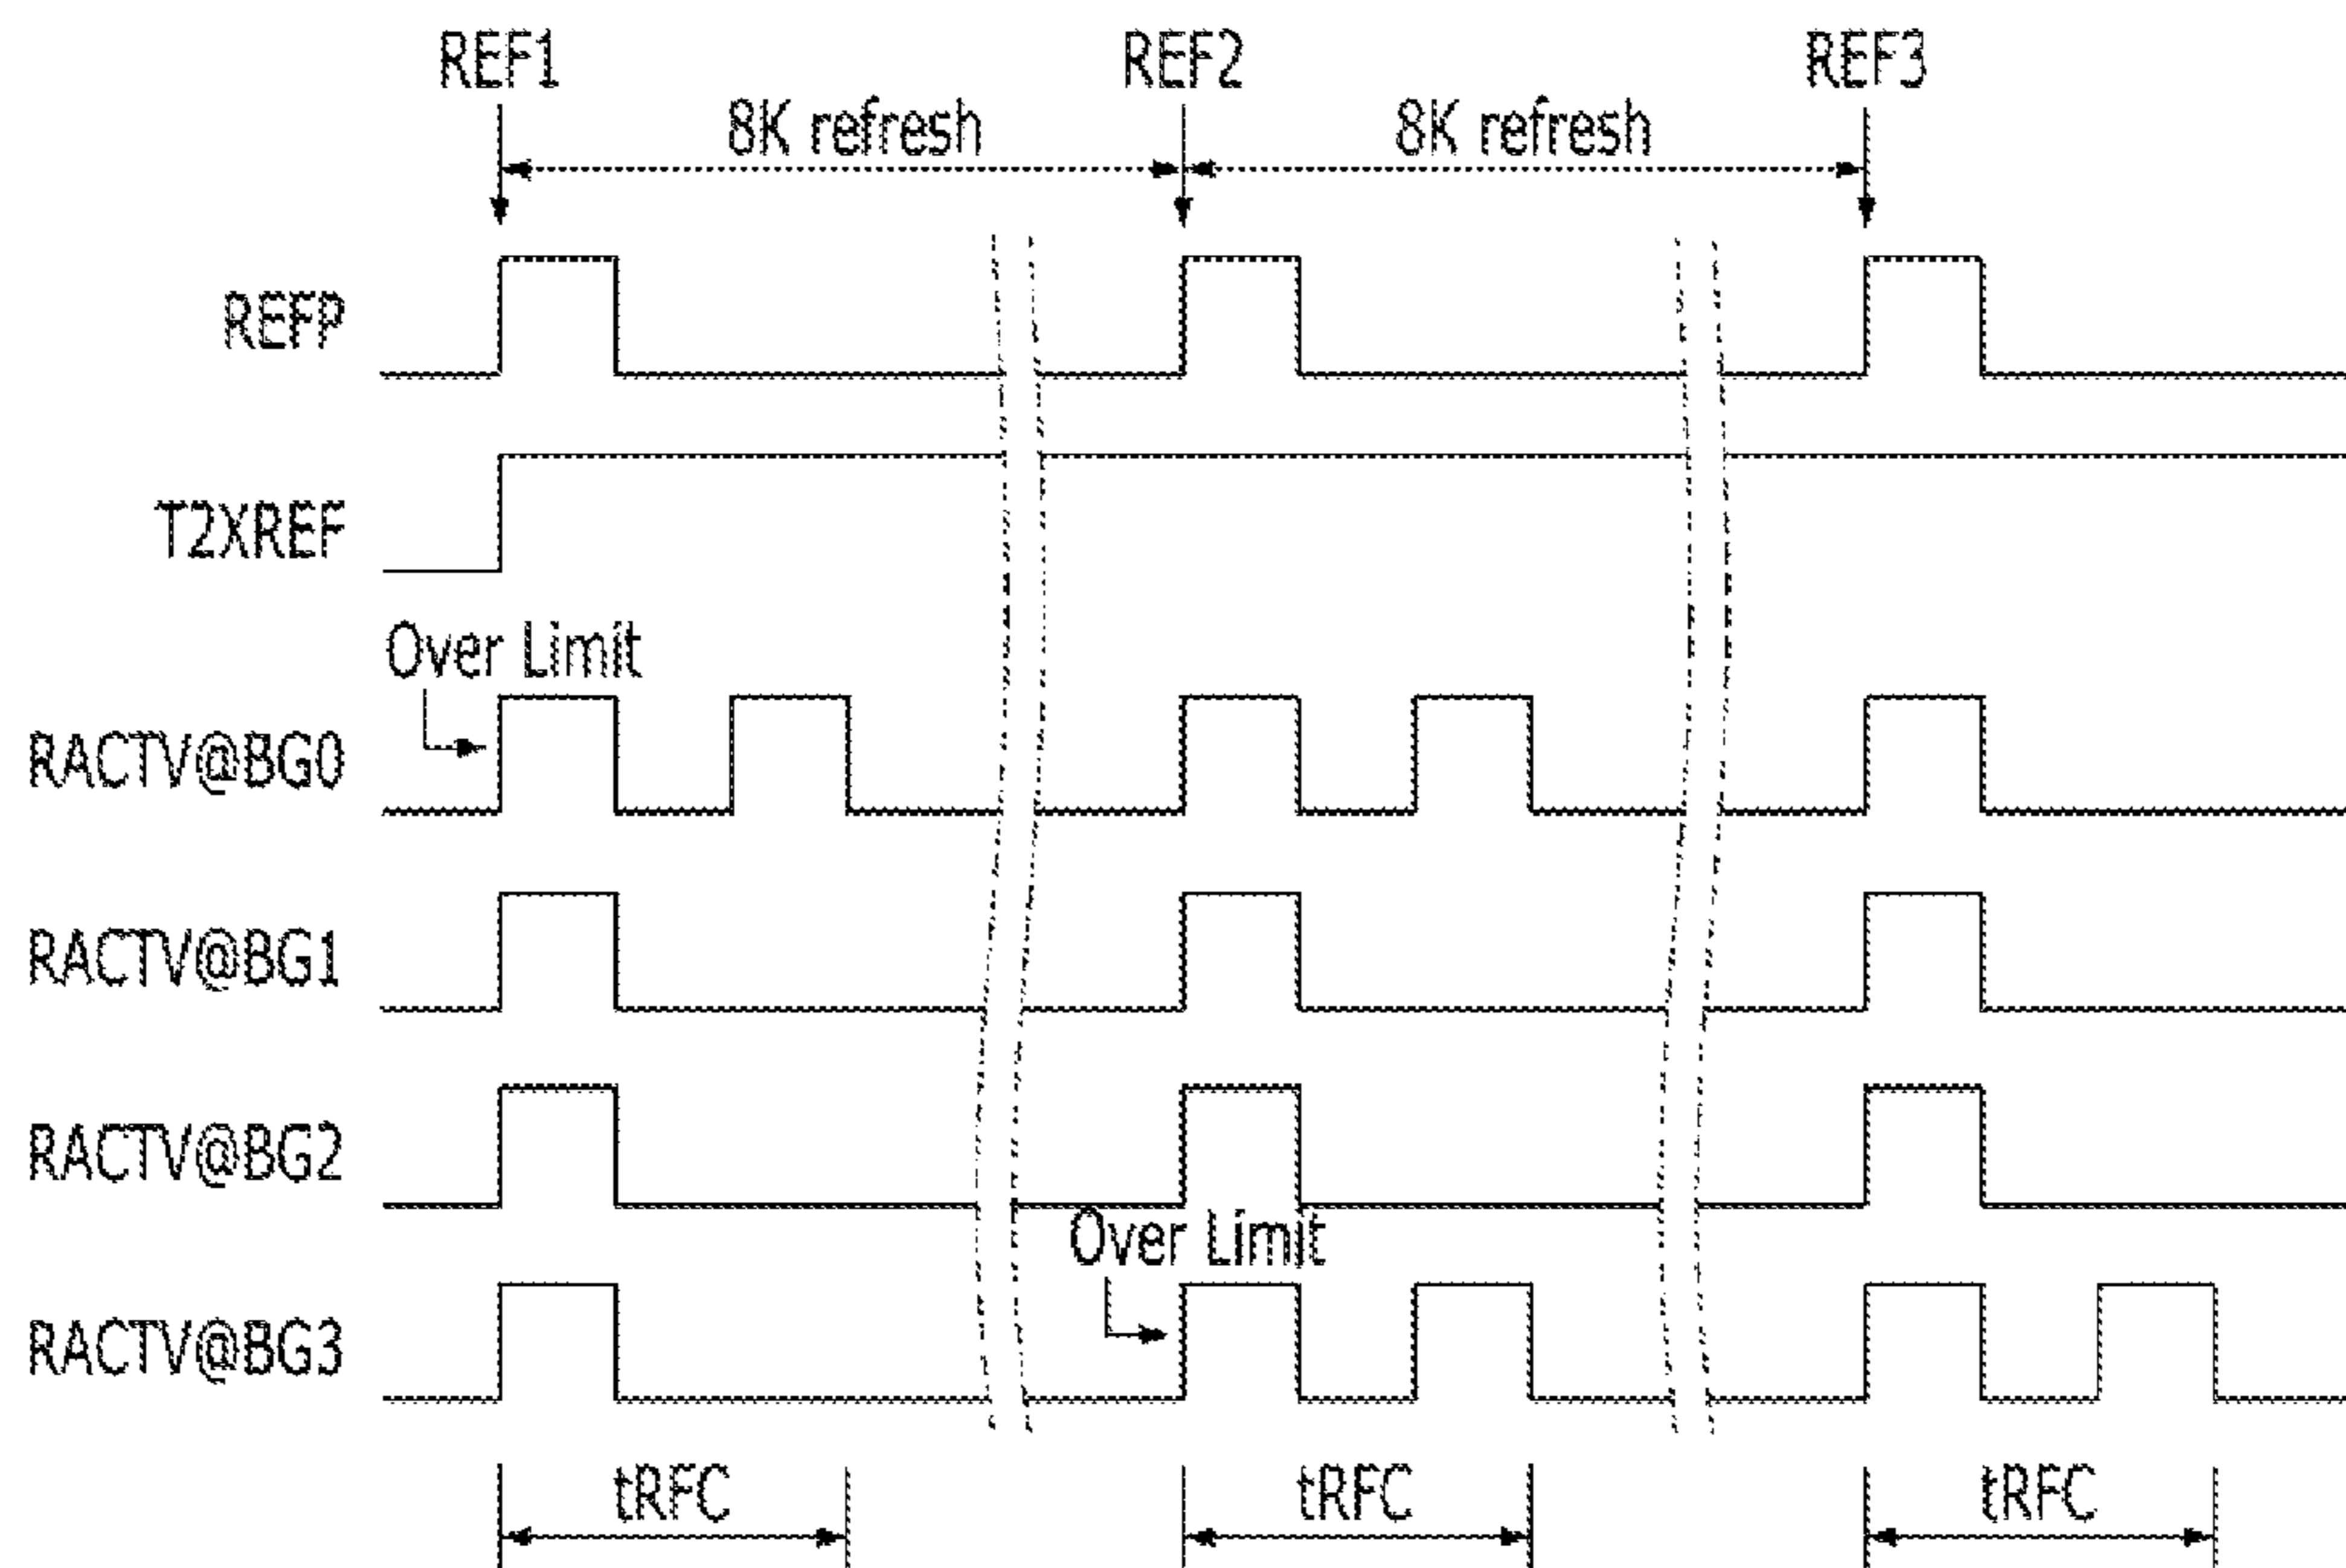 REF1 REF2 REF3
8K refresh 8K refresh
REFP
T2XREF
Over Limit
RACTV@BG0
RACTV@BG1
RACTV@BG2
Over Limit
RACTV@BG3
tRFC tRFC tRFC